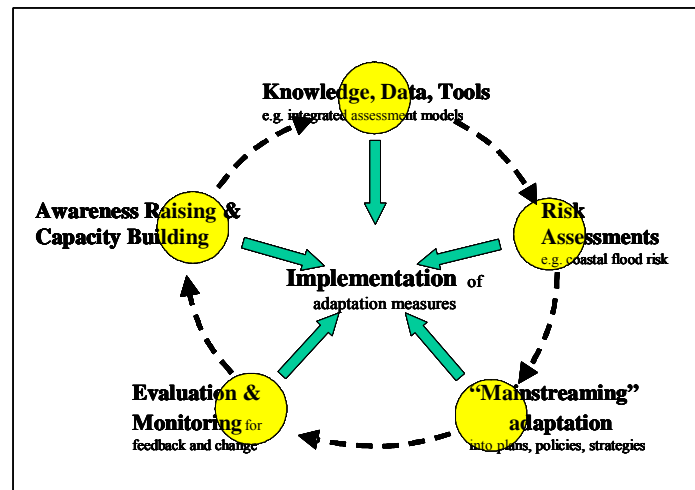 Knowledge, Data, Tools
e.g. integrated assessment models
Risk
Assessments
e.g. coastal flood risk
"Mainstreaming"
adaptation
into plans, policies, strategies
Evaluation &
Monitoring for
feedback and change
Awareness Raising &
Capacity Building
Implementation of
adaptation measures